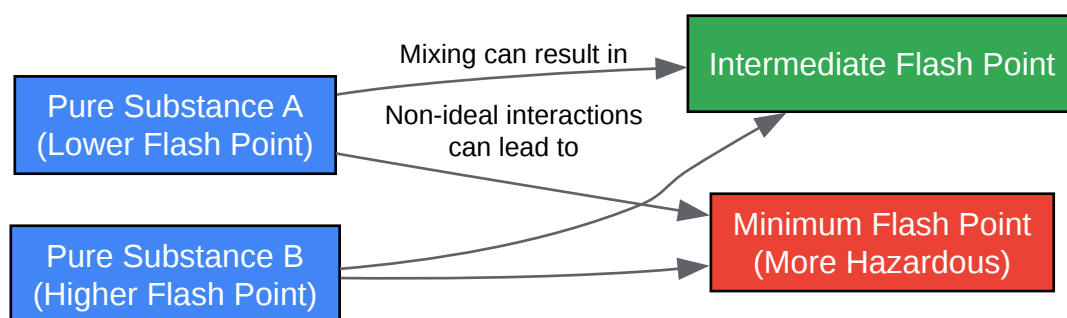 Mixing can result in
Intermediate Flash Point
Pure Substance A
(Lower Flash Point)
Non-ideal interactions
can lead to
Pure Substance B
(Higher Flash Point)
Minimum Flash Point
(More Hazardous)